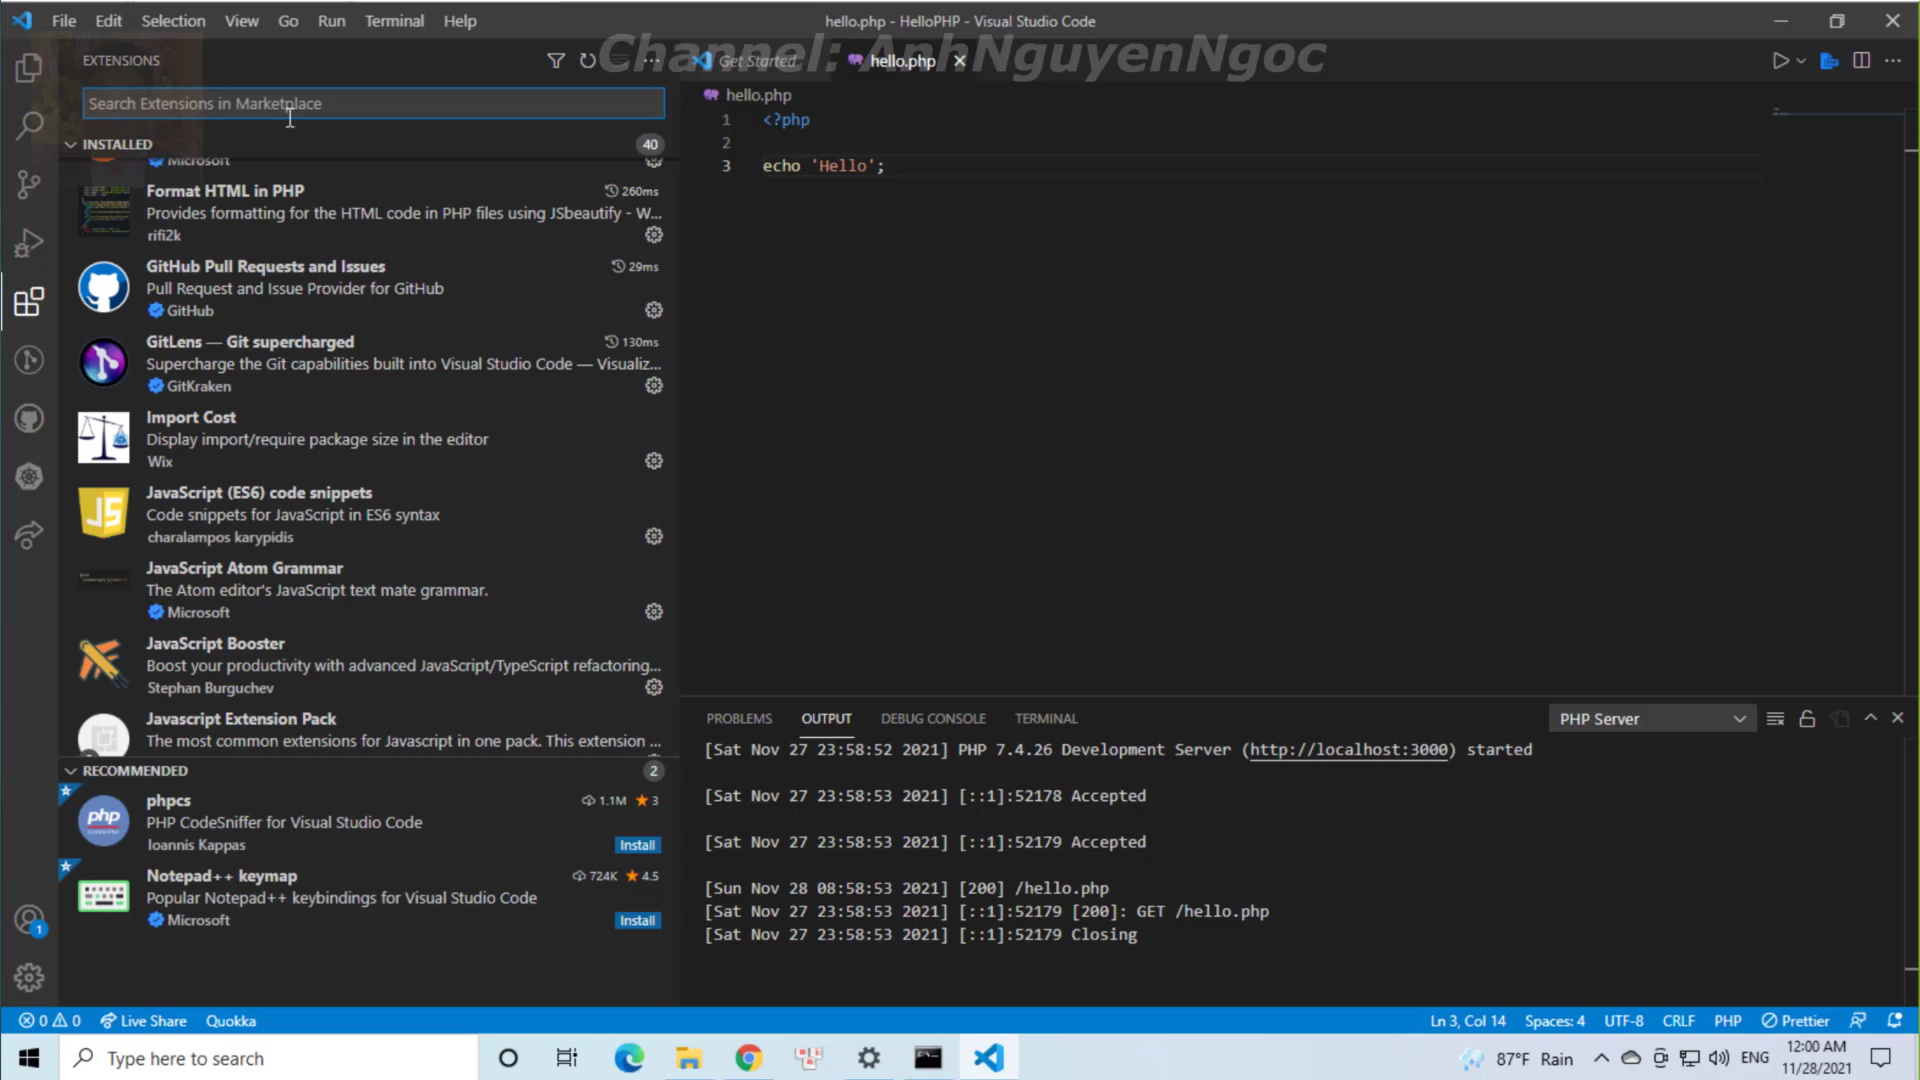 File Edit Selection View Go Run Terminal Help
hello.php - HelloPHP - Visual Studio Code
Channel: AnhNguyenNgoc
EXTENSIONS
Get Started
hello.php
Search Extensions in Marketplace
hello.php
INSTALLED
40
Microsoft
Format HTML in PHP
260ms
Provides formatting for the HTML code in PHP files using JSbeautify - W...
rifi2k
GitHub Pull Requests and Issues
29ms
Pull Request and Issue Provider for GitHub
GitHub
GitLens — Git supercharged
130ms
Supercharge the Git capabilities built into Visual Studio Code — Visualiz...
GitKraken
Import Cost
Display import/require package size in the editor
Wix
JS
JavaScript (ES6) code snippets
Code snippets for JavaScript in ES6 syntax
charalampos karypidis
JavaScript Atom Grammar
The Atom editor's JavaScript text mate grammar.
Microsoft
JavaScript Booster
Boost your productivity with advanced JavaScript/TypeScript refactoring...
Stephan Burguchev
Javascript Extension Pack
The most common extensions for Javascript in one pack. This extension ...
RECOMMENDED
2
php
phpcs
1.1M
3
PHP CodeSniffer for Visual Studio Code
Ioannis Kappas
Install
Notepad++ keymap
724K
4.5
Popular Notepad++ keybindings for Visual Studio Code
Microsoft
Install
1
1 <?php
2
3 echo 'Hello';
PROBLEMS OUTPUT DEBUG CONSOLE TERMINAL
PHP Server
[Sat Nov 27 23:58:52 2021] PHP 7.4.26 Development Server (http://localhost:3000) started
[Sat Nov 27 23:58:53 2021] [::1]:52178 Accepted
[Sat Nov 27 23:58:53 2021] [::1]:52179 Accepted
[Sun Nov 28 08:58:53 2021] [200] /hello.php
[Sat Nov 27 23:58:53 2021] [::1]:52179 [200]: GET /hello.php
[Sat Nov 27 23:58:53 2021] [::1]:52179 Closing
0 0 Live Share Quokka
Ln 3, Col 14 Spaces: 4 UTF-8 CRLF PHP Prettier
Type here to search
87°F Rain
ENG
12:00 AM
11/28/2021